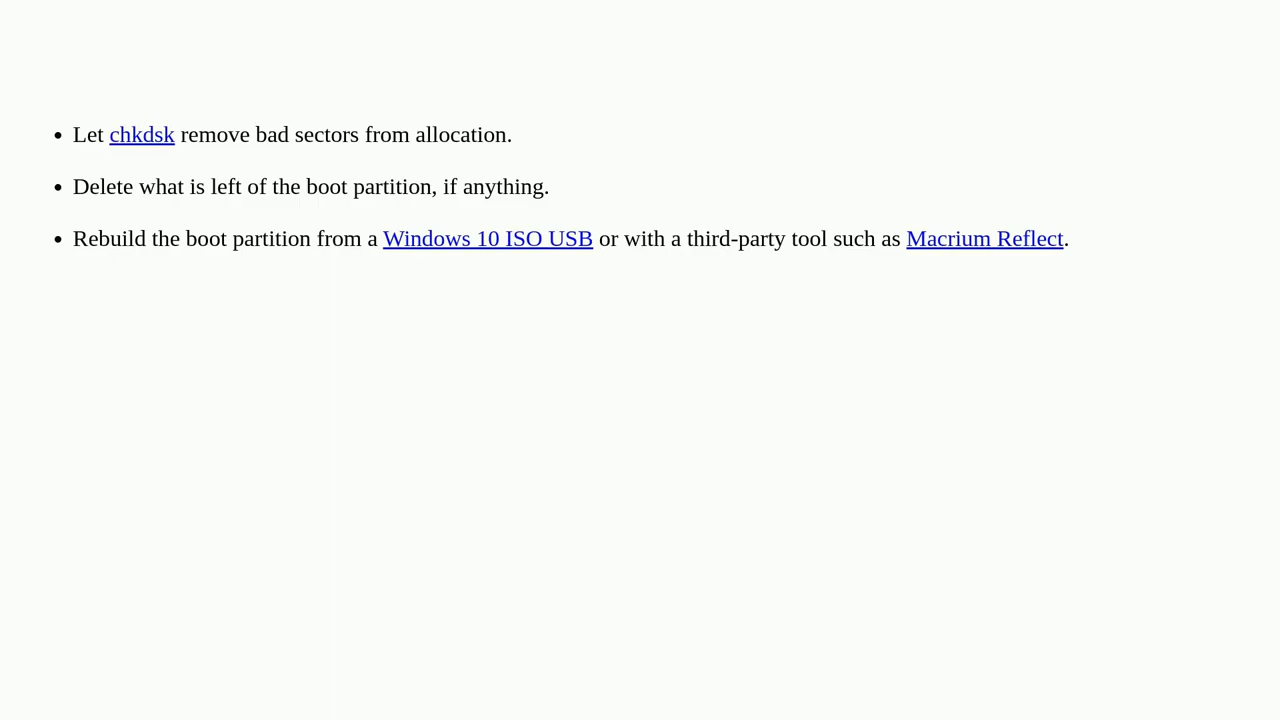 • Let chkdsk remove bad sectors from allocation.
• Delete what is left of the boot partition, if anything.
• Rebuild the boot partition from a Windows 10 ISO USB or with a third-party tool such as Macrium Reflect.